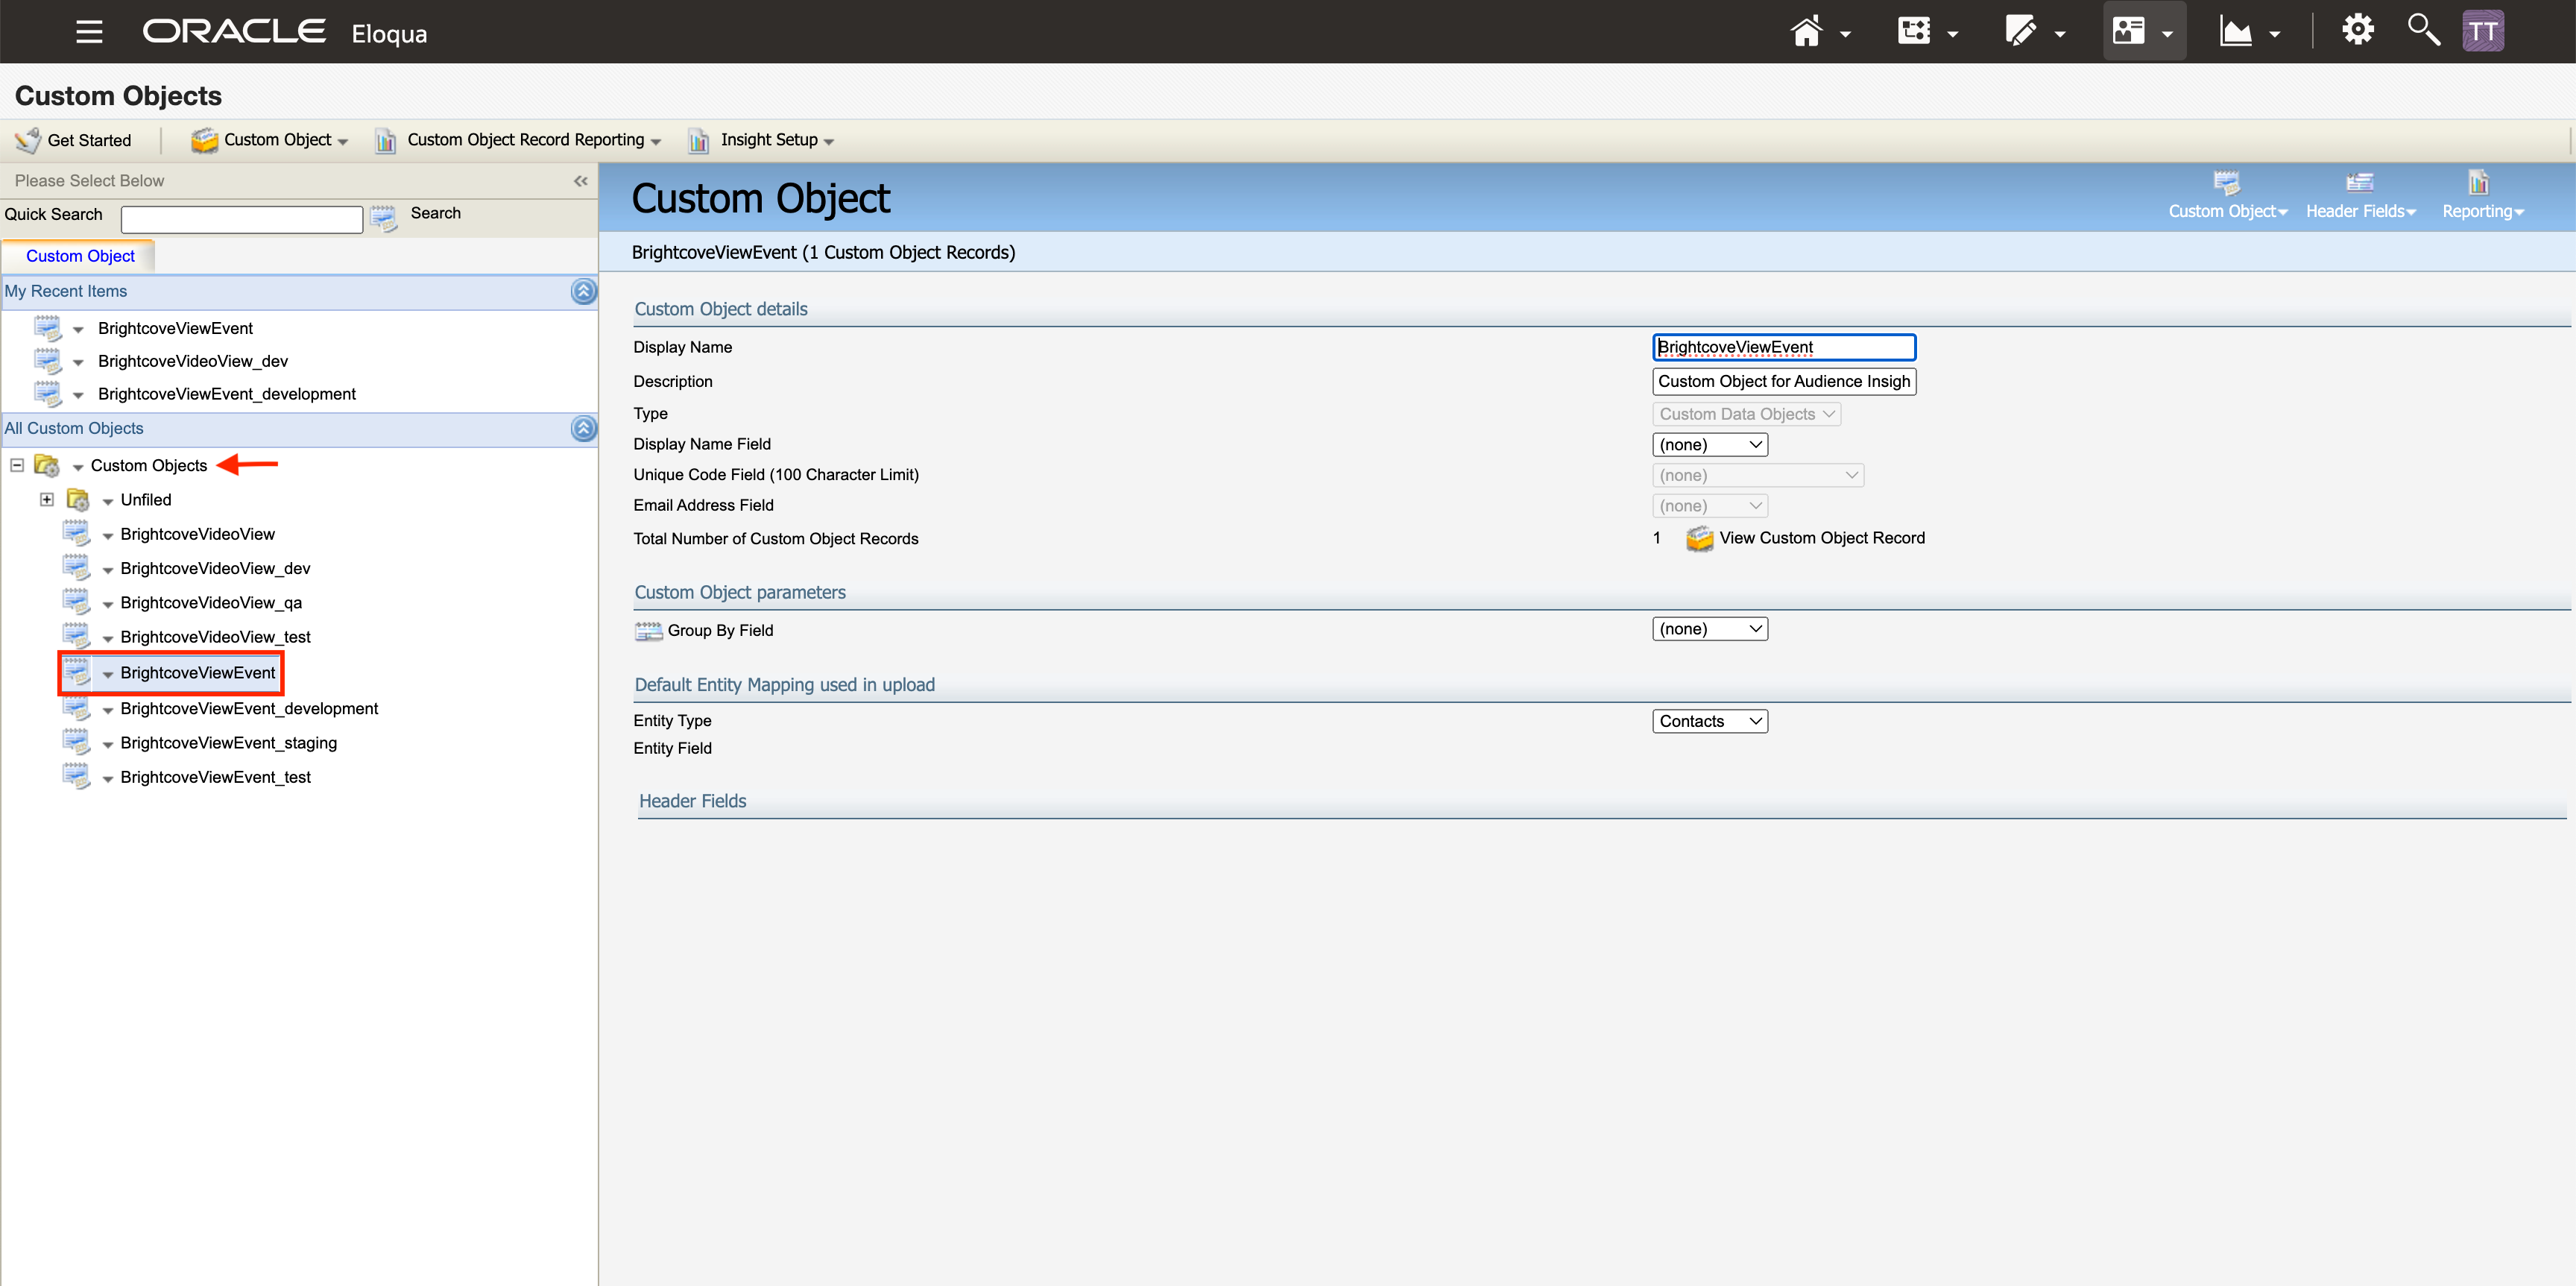 ORACLE Eloqua
TT
Custom Objects
Get Started
Custom Object
Custom Object Record Reporting
Insight Setup
Please Select Below
Quick Search
Search
Custom Object
My Recent Items
BrightcoveViewEvent
BrightcoveVideoView_dev
BrightcoveViewEvent_development
All Custom Objects
Custom Objects
Unfiled
BrightcoveVideoView
BrightcoveVideoView_dev
BrightcoveVideoView_qa
BrightcoveVideoView_test
BrightcoveViewEvent
BrightcoveViewEvent_development
BrightcoveViewEvent_staging
BrightcoveViewEvent_test
Custom Object
Custom Object
Header Fields
Reporting
BrightcoveViewEvent (1 Custom Object Records)
Custom Object details
Display Name BrightcoveViewEvent
Description Custom Object for Audience Insigh
Type Custom Data Objects
Display Name Field (none)
Unique Code Field (100 Character Limit) (none)
Email Address Field (none)
Total Number of Custom Object Records 1 View Custom Object Record
Custom Object parameters
Group By Field (none)
Default Entity Mapping used in upload
Entity Type Contacts
Entity Field
Header Fields